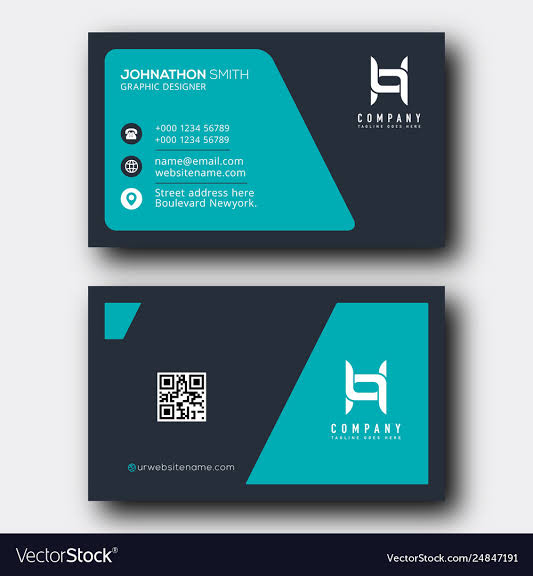 JOHNATHON SMITH
GRAPHIC DESIGNER
+000 1234 56789
+000 1234 56789
name@email.com
websitename.com
Street address here
Boulevard Newyork.
COMPANY
TAGLINE GOES HERE
urwebsitename.com
COMPANY
TAGLINE GOES HERE
VectorStock®
VectorStock.com/24847191